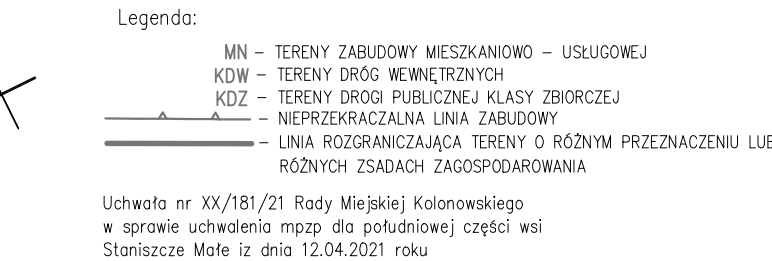 Legenda:
MN – TERENY ZABUDOWY MIESZKANIOWO – USŁUGOWEJ
KDW – TERENY DRÓG WEWNĘTRZNYCH
KDZ – TERENY DROGI PUBLICZNEJ KLASY ZBIORCZEJ
– NIEPRZEKRACZALNA LINIA ZABUDOWY
– LINIA ROZGRANICZAJĄCA TERENY O RÓŻNYM PRZEZNACZENIU LUB
RÓŻNYCH ZSADACH ZAGOSPODAROWANIA
Uchwała nr XX/181/21 Rady Miejskiej Kolonowskiego
w sprawie uchwalenia mpzp dla południowej części wsi
Staniszcze Małe iz dnia 12.04.2021 roku